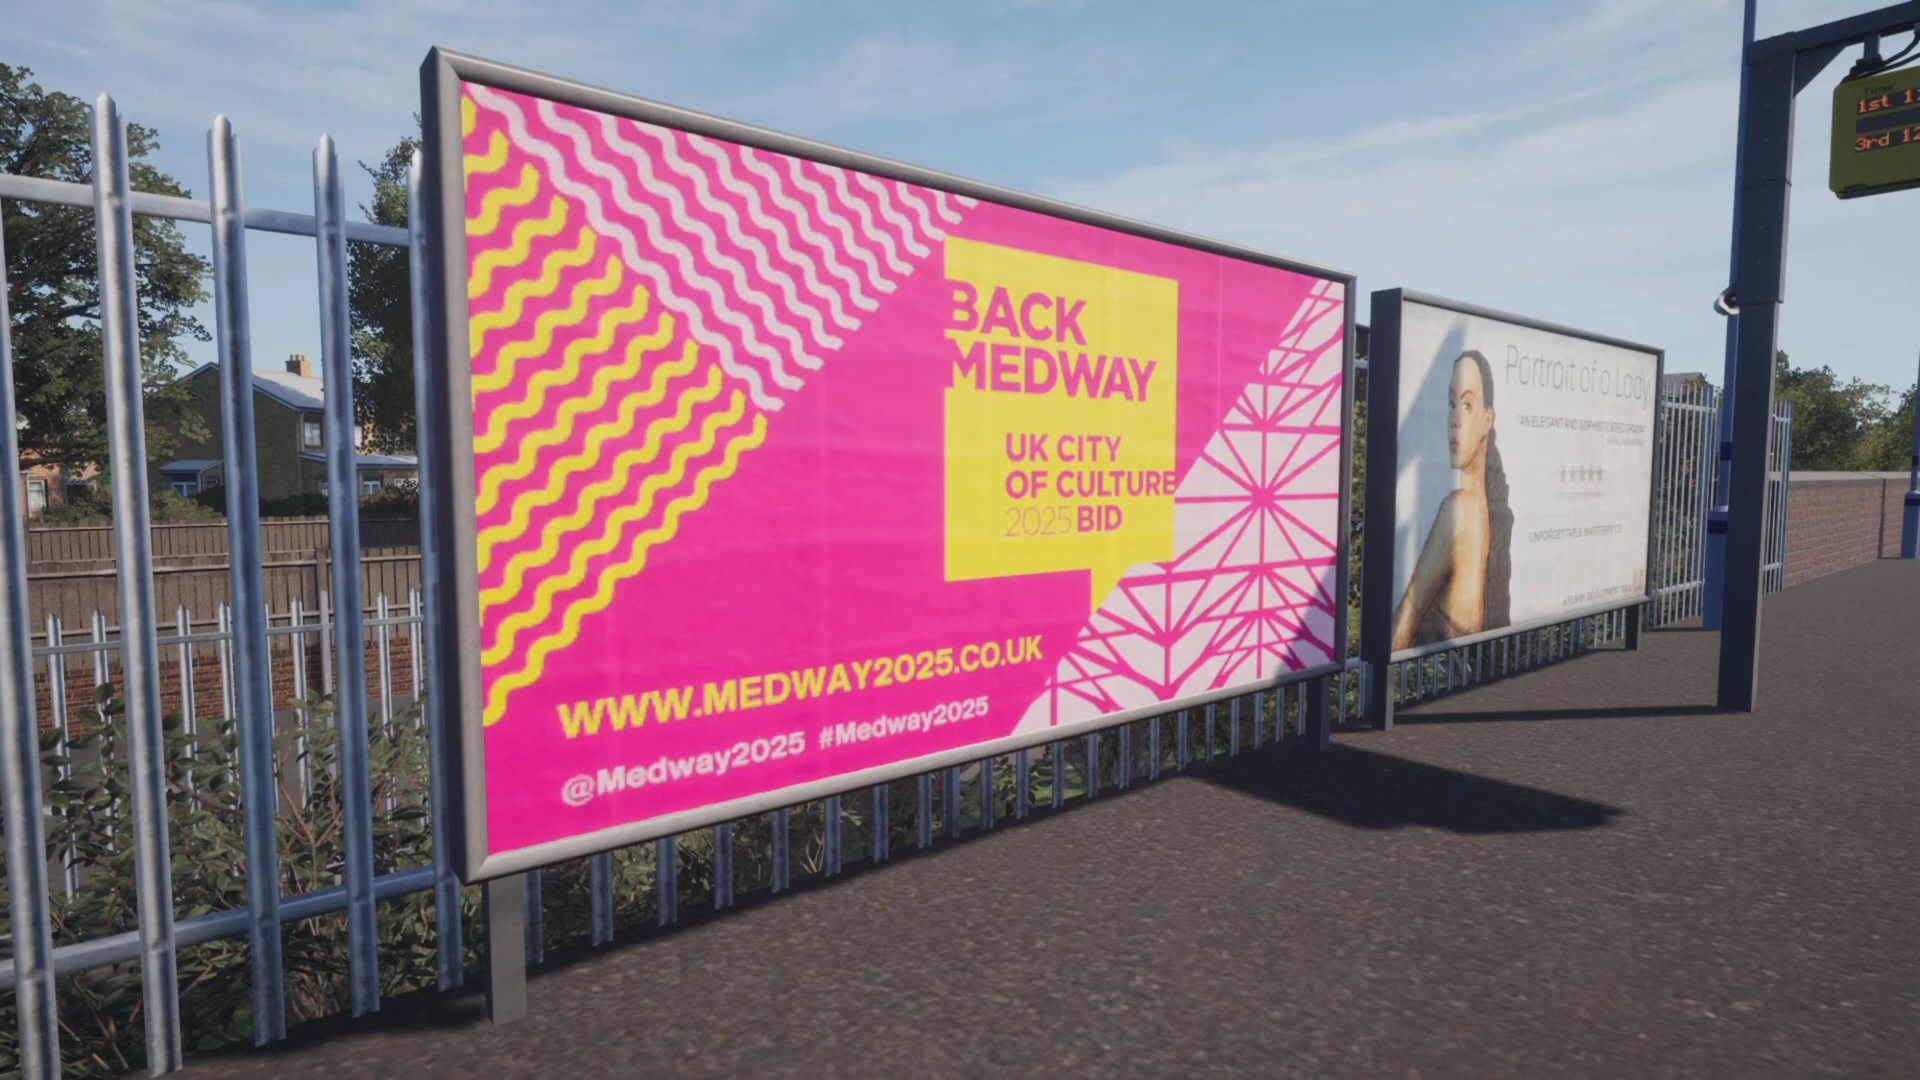 BACK
MEDWAY
UK CITY
OF CULTURE
2025 BID
WWW.MEDWAY2025.CO.UK
@Medway2025 #Medway2025
Portrait of a Lady
"AN ELEGANT AND SOPHISTICATED DRAMA"
UNFORGETTABLE MASTERPIECE
Time
1st
3rd